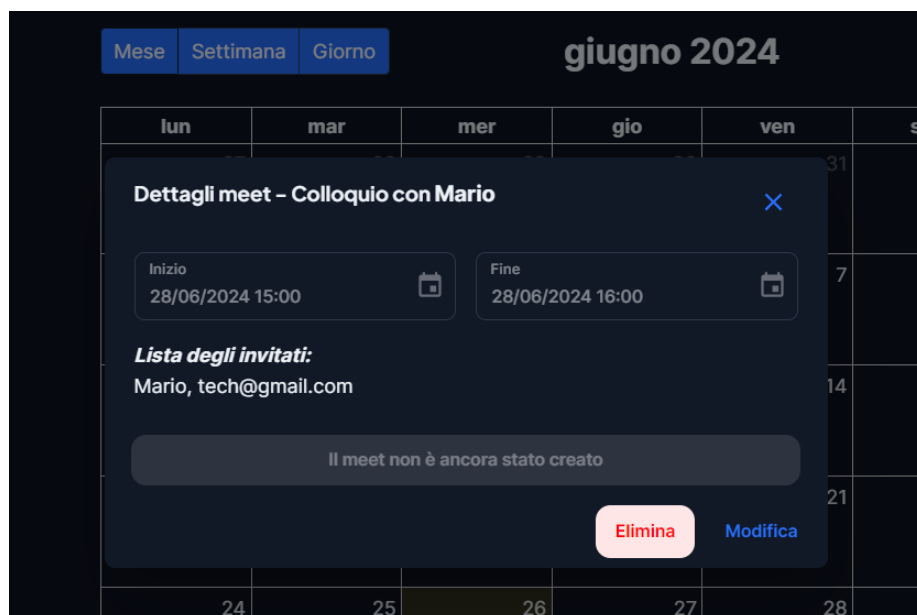 Mese Settimana Giorno
giugno 2024
lun mar mer gio ven
31
Dettagli meet – Colloquio con Mario
Inizio
28/06/2024 15:00
Fine
28/06/2024 16:00
7
Lista degli invitati:
Mario, tech@gmail.com
14
Il meet non è ancora stato creato
21
Elimina Modifica
24 25 26 27 28